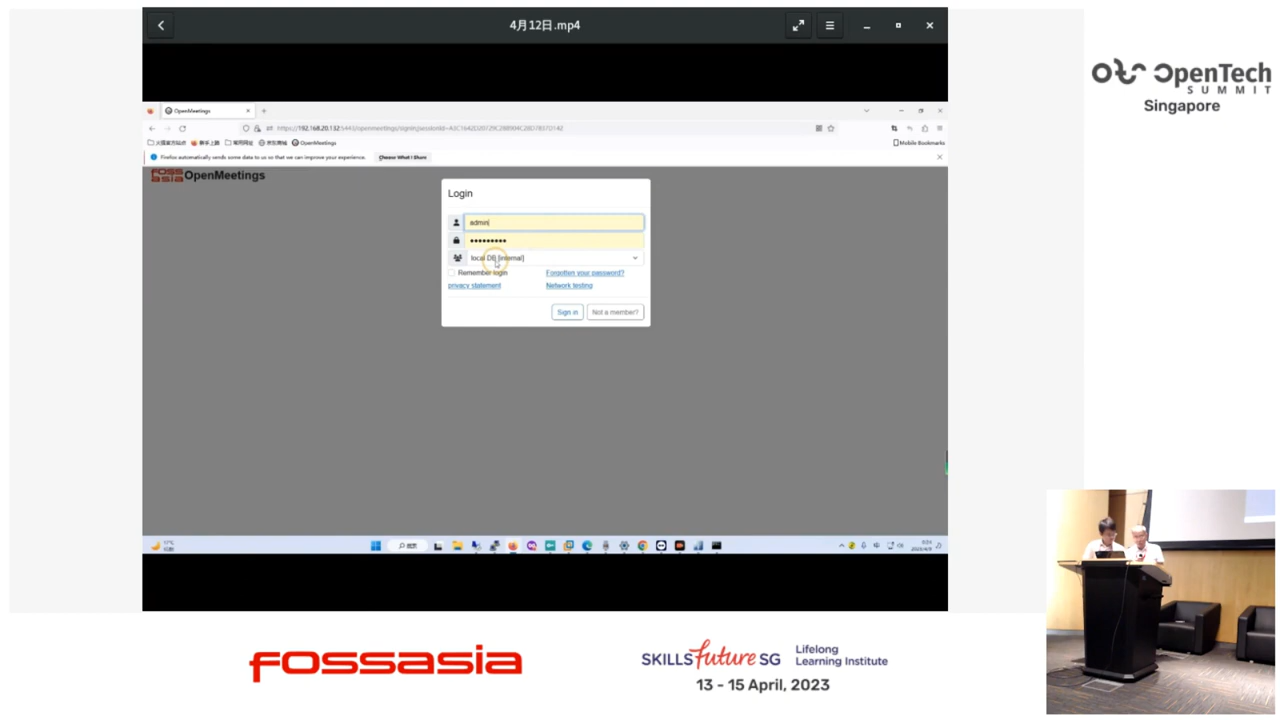 4月12日.mp4
OpenTech
SUMMIT
Singapore
OpenMeetings
OpenMeetings
Mobile Bookmarks
Firefox automatically sends some data to us so that we can improve your experience.
Choose What I Share
FOSS
ASIA OpenMeetings
Login
admin
•••••••••
local DB [internal]
Remember login
Forgotten your password?
privacy statement
Network testing
Sign in
Not a member?
fossasia
SKILLS future SG
Lifelong
Learning Institute
13 - 15 April, 2023